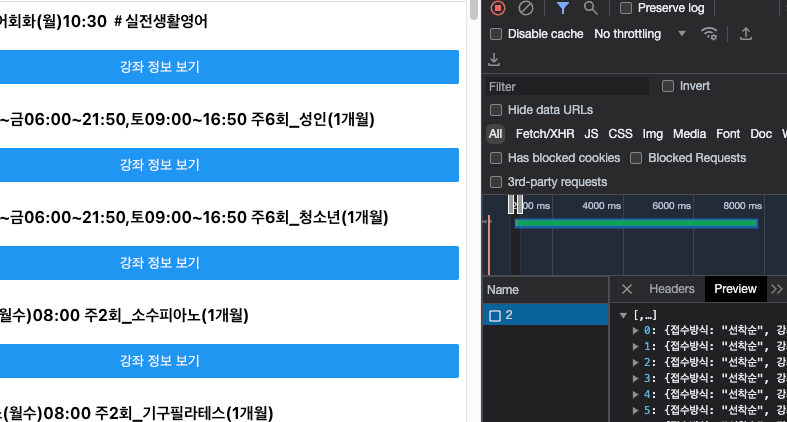 어회화(월)10:30 #실전생활영어
강좌 정보 보기
~금06:00~21:50,토09:00~16:50 주6회_성인(1개월)
강좌 정보 보기
~금06:00~21:50,토09:00~16:50 주6회_청소년(1개월)
강좌 정보 보기
월수)08:00 주2회_소수피아노(1개월)
강좌 정보 보기
(월수)08:00 주2회_기구필라테스(1개월)
Preserve log
Disable cache No throttling
Filter Invert
Hide data URLs
All Fetch/XHR JS CSS Img Media Font Doc W
Has blocked cookies Blocked Requests
3rd-party requests
4000 ms 6000 ms 8000 ms
Name Headers Preview
2
[,…]
0: {접수방식: "선착순", 강
1: {접수방식: "선착순", 강
2: {접수방식: "선착순", 강
3: {접수방식: "선착순", 강
4: {접수방식: "선착순", 강
5: {접수방식: "선착순", 강